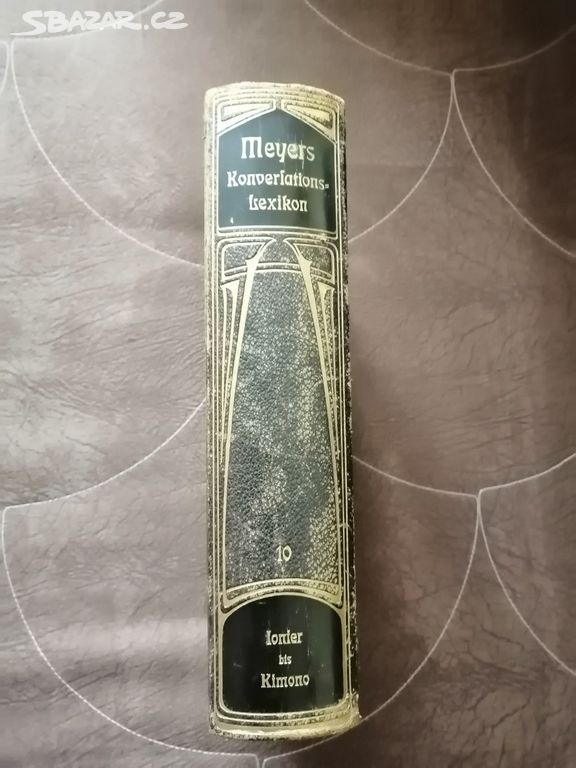 SBAZAR.CZ
Meyers
Konverſations-
Lexikon
10
Ionier
bis
Kimono